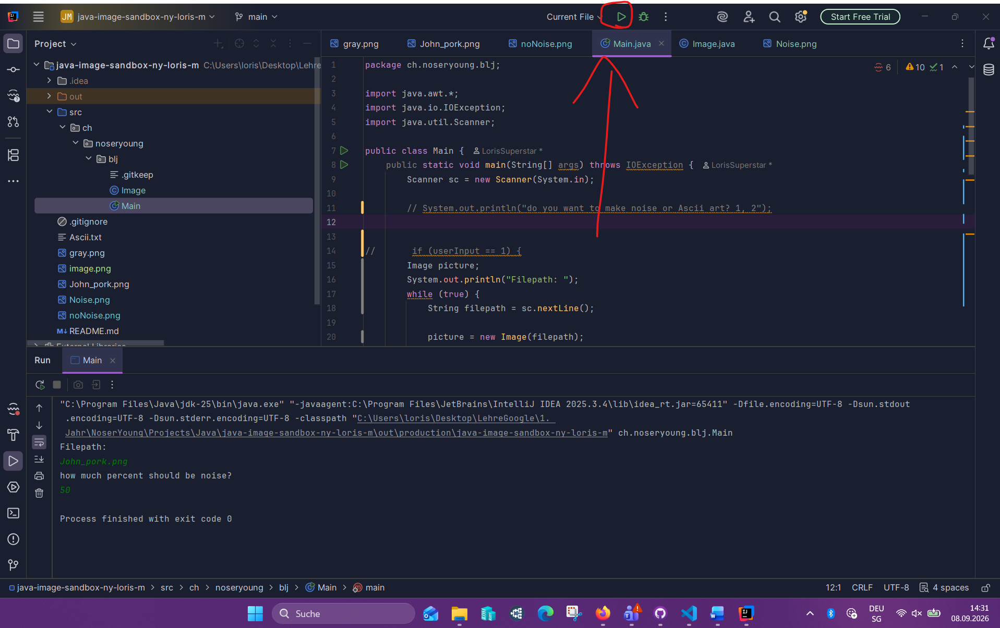 JM java-image-sandbox-ny-loris-m main Current File Start Free Trial
Project
gray.png John_pork.png noNoise.png Main.java Image.java Noise.png
java-image-sandbox-ny-loris-m C:\Users\loris\Desktop\Lehre
.idea
out
src
ch
noseryoung
blj
.gitkeep
Image
Main
.gitignore
Ascii.txt
gray.png
image.png
John_pork.png
Noise.png
noNoise.png
README.md
External Libraries
6 10 1
1 package ch.noseryoung.blj;
2
3 import java.awt.*;
4 import java.io.IOException;
5 import java.util.Scanner;
6
7 public class Main { LorisSuperstar *
8 public static void main(String[] args) throws IOException { LorisSuperstar *
9 Scanner sc = new Scanner(System.in);
10
11 // System.out.println("do you want to make noise or Ascii art? 1, 2");
12
13
14 // if (userInput == 1) {
15 Image picture;
16 System.out.println("Filepath: ");
17 while (true) {
18 String filepath = sc.nextLine();
19
20 picture = new Image(filepath);
Run Main
"C:\Program Files\Java\jdk-25\bin\java.exe" "-javaagent:C:\Program Files\JetBrains\IntelliJ IDEA 2025.3.4\lib\idea_rt.jar=65411" -Dfile.encoding=UTF-8 -Dsun.stdout
.encoding=UTF-8 -Dsun.stderr.encoding=UTF-8 -classpath "C:\Users\loris\Desktop\LehreGoogle\1.
Jahr\NoserYoung\Projects\Java\java-image-sandbox-ny-loris-m\out\production\java-image-sandbox-ny-loris-m" ch.noseryoung.blj.Main
Filepath:
John_pork.png
how much percent should be noise?
50
Process finished with exit code 0
java-image-sandbox-ny-loris-m > src > ch > noseryoung > blj > Main > main 12:1 CRLF UTF-8 4 spaces
Suche
DEU
SG
14:31
08.09.2026